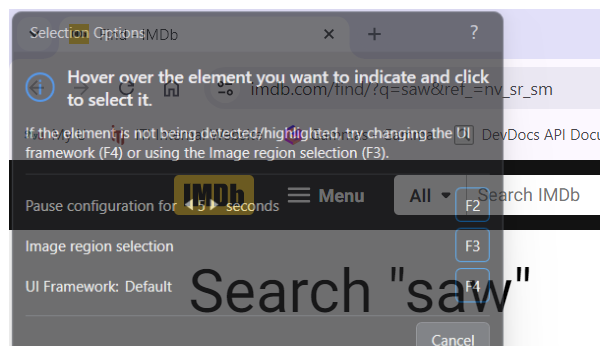 Selection Options
Find - IMDb
?
Hover over the element you want to indicate and click
to select it.
imdb.com/find/?q=saw&ref_=nv_sr_sm
If the element is not being detected/highlighted, try changing the UI
framework (F4) or using the Image region selection (F3).
DevDocs API Docu
IMDb
Menu
All
Search IMDb
Pause configuration for 5 seconds
F2
Image region selection
F3
UI Framework: Default
F4
Search "saw"
Cancel